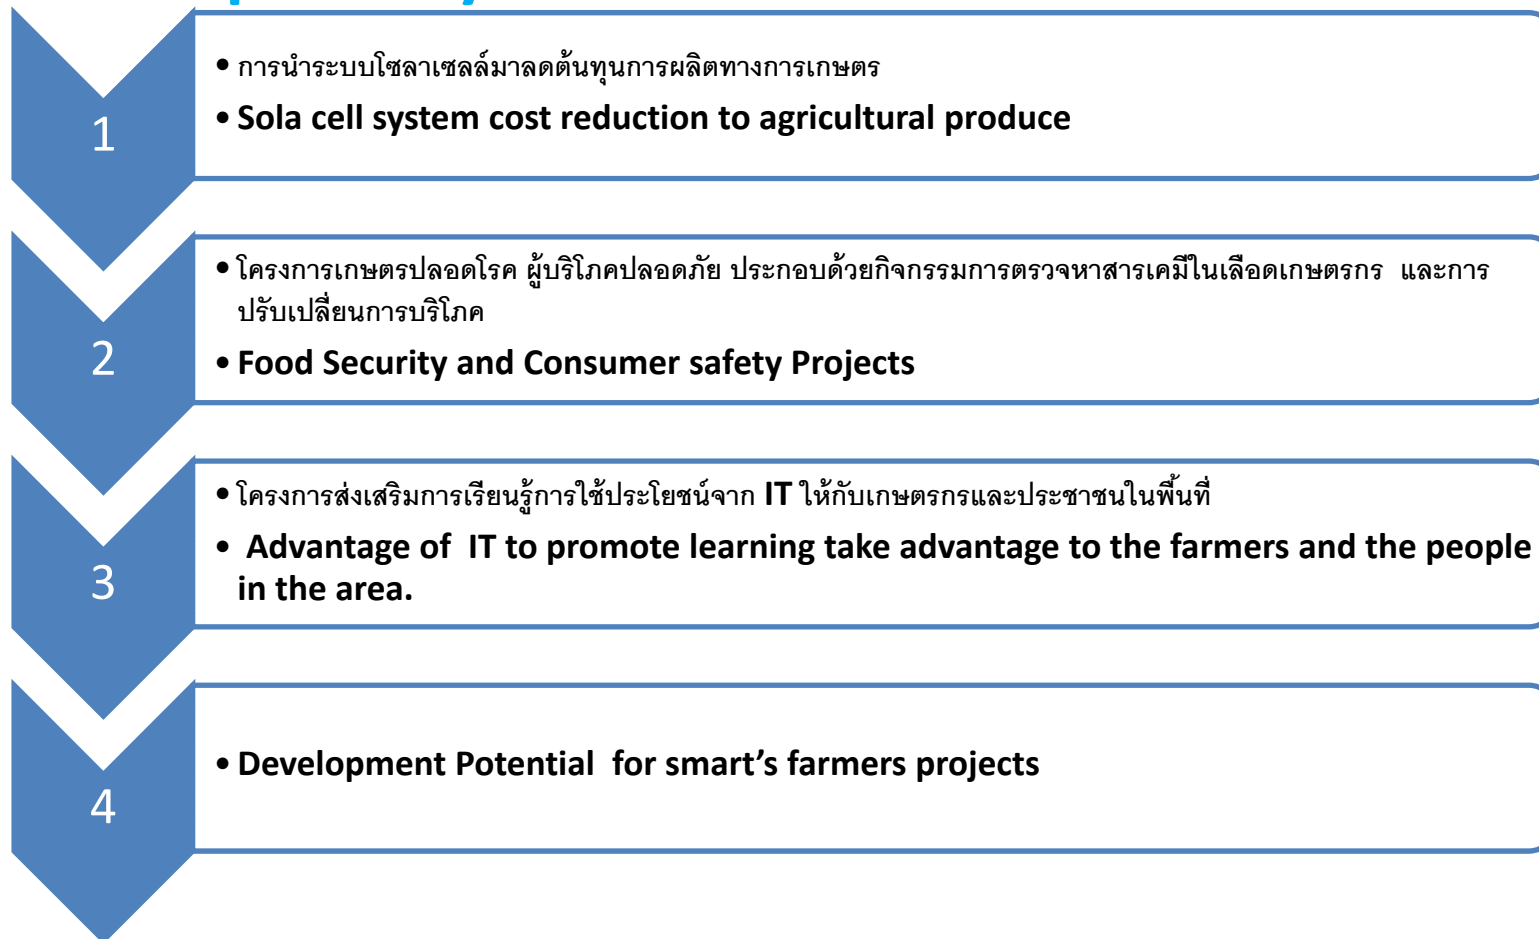 1
• การนำระบบโซลาเซลล์มาลดต้นทุนการผลิตทางการเกษตร
• Sola cell system cost reduction to agricultural produce
2
• โครงการเกษตรปลอดโรค ผู้บริโภคปลอดภัย ประกอบด้วยกิจกรรมการตรวจหาสารเคมีในเลือดเกษตรกร และการ
ปรับเปลี่ยนการบริโภค
• Food Security and Consumer safety Projects
3
• โครงการส่งเสริมการเรียนรู้การใช้ประโยชน์จาก IT ให้กับเกษตรกรและประชาชนในพื้นที่
• Advantage of IT to promote learning take advantage to the farmers and the people
in the area.
4
• Development Potential for smart’s farmers projects